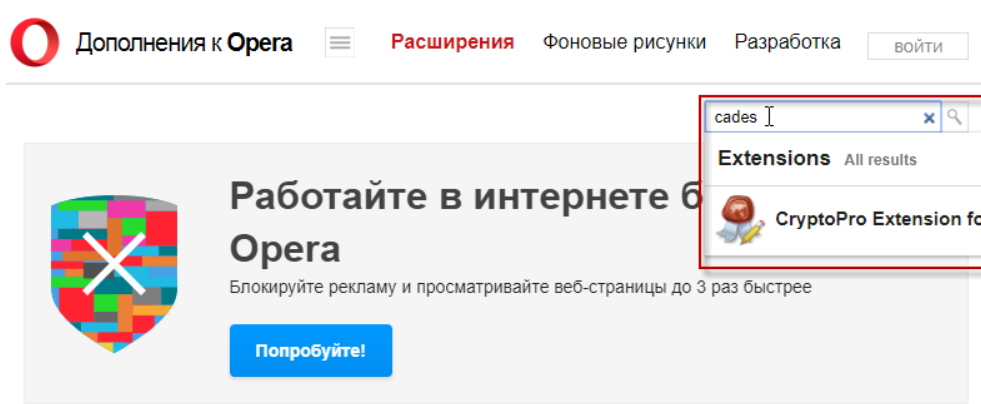 Дополнения к Opera
Расширения
Фоновые рисунки
Разработка
ВОЙТИ
cades
Extensions All results
CryptoPro Extension
Работайте в интернете
Opera
Блокируйте рекламу и просматривайте веб-страницы до 3 раз быстрее
Попробуйте!